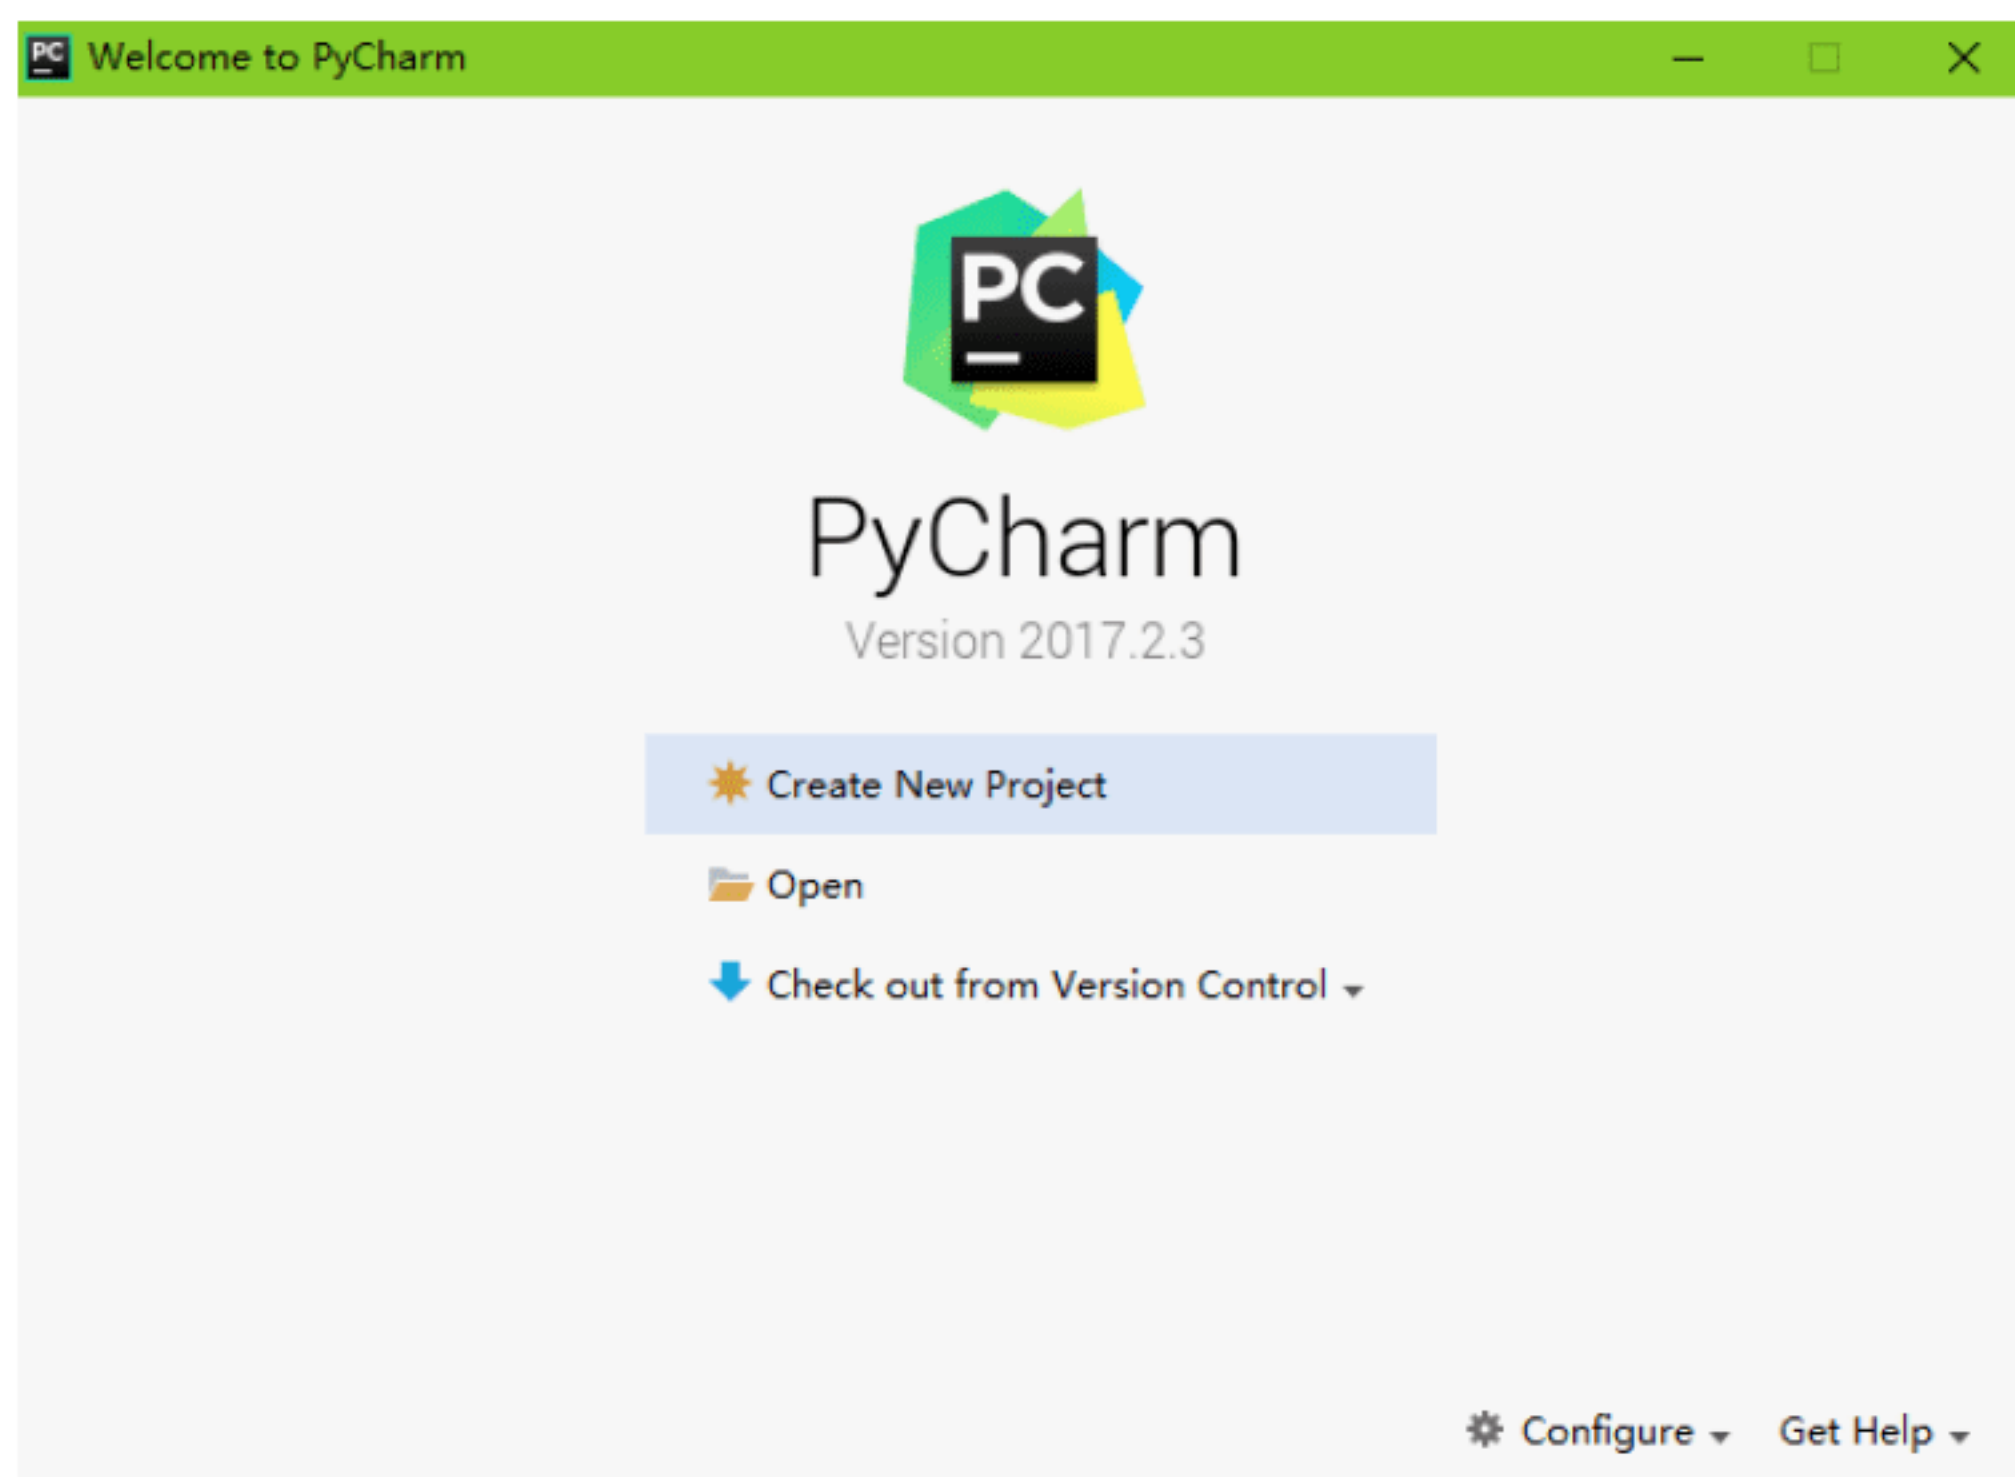 PC Welcome to PyCharm
PC
PyCharm
Version 2017.2.3
Create New Project
Open
Check out from Version Control
Configure Get Help